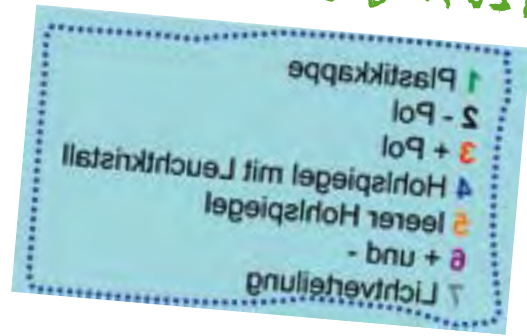 1 Plastikkappe
2 - Pol
3 + Pol
4 Hohlspiegel mit Leuchtkristall
5 leerer Hohlspiegel
6 + und -
7 Lichtverteilung